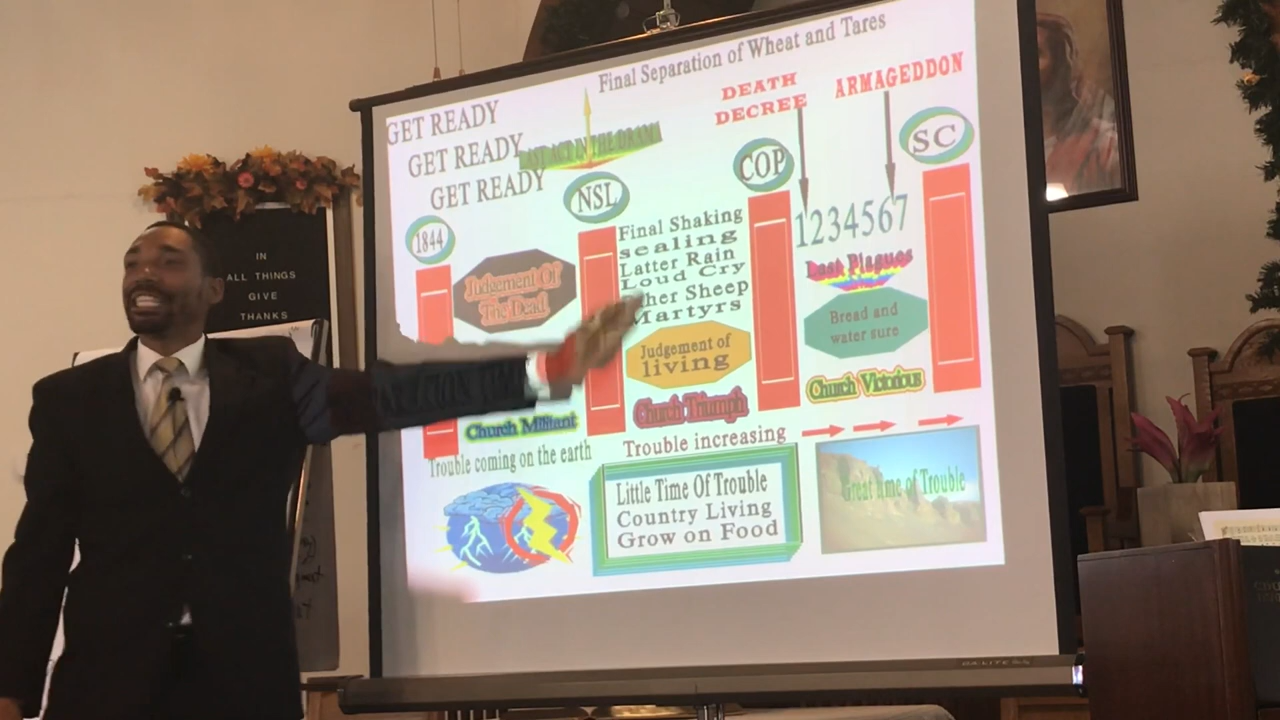 Final Separation of Wheat and Tares
GET READY
GET READY
GET READY
LAST ACT IN THE DRAMA
DEATH
DECREE
ARMAGEDDON
1844
NSL
COP
SC
Judgement Of
The Dead
Final Shaking
sealing
Latter Rain
Loud Cry
her Sheep
Martyrs
1234567
Last Plagues
Judgement of
living
Bread and
water sure
Church Militant
Church Triumph
Church Victorious
Trouble coming on the earth
Trouble increasing
Little Time Of Trouble
Country Living
Grow on Food
Great time of Trouble
IN
ALL THINGS
GIVE
THANKS